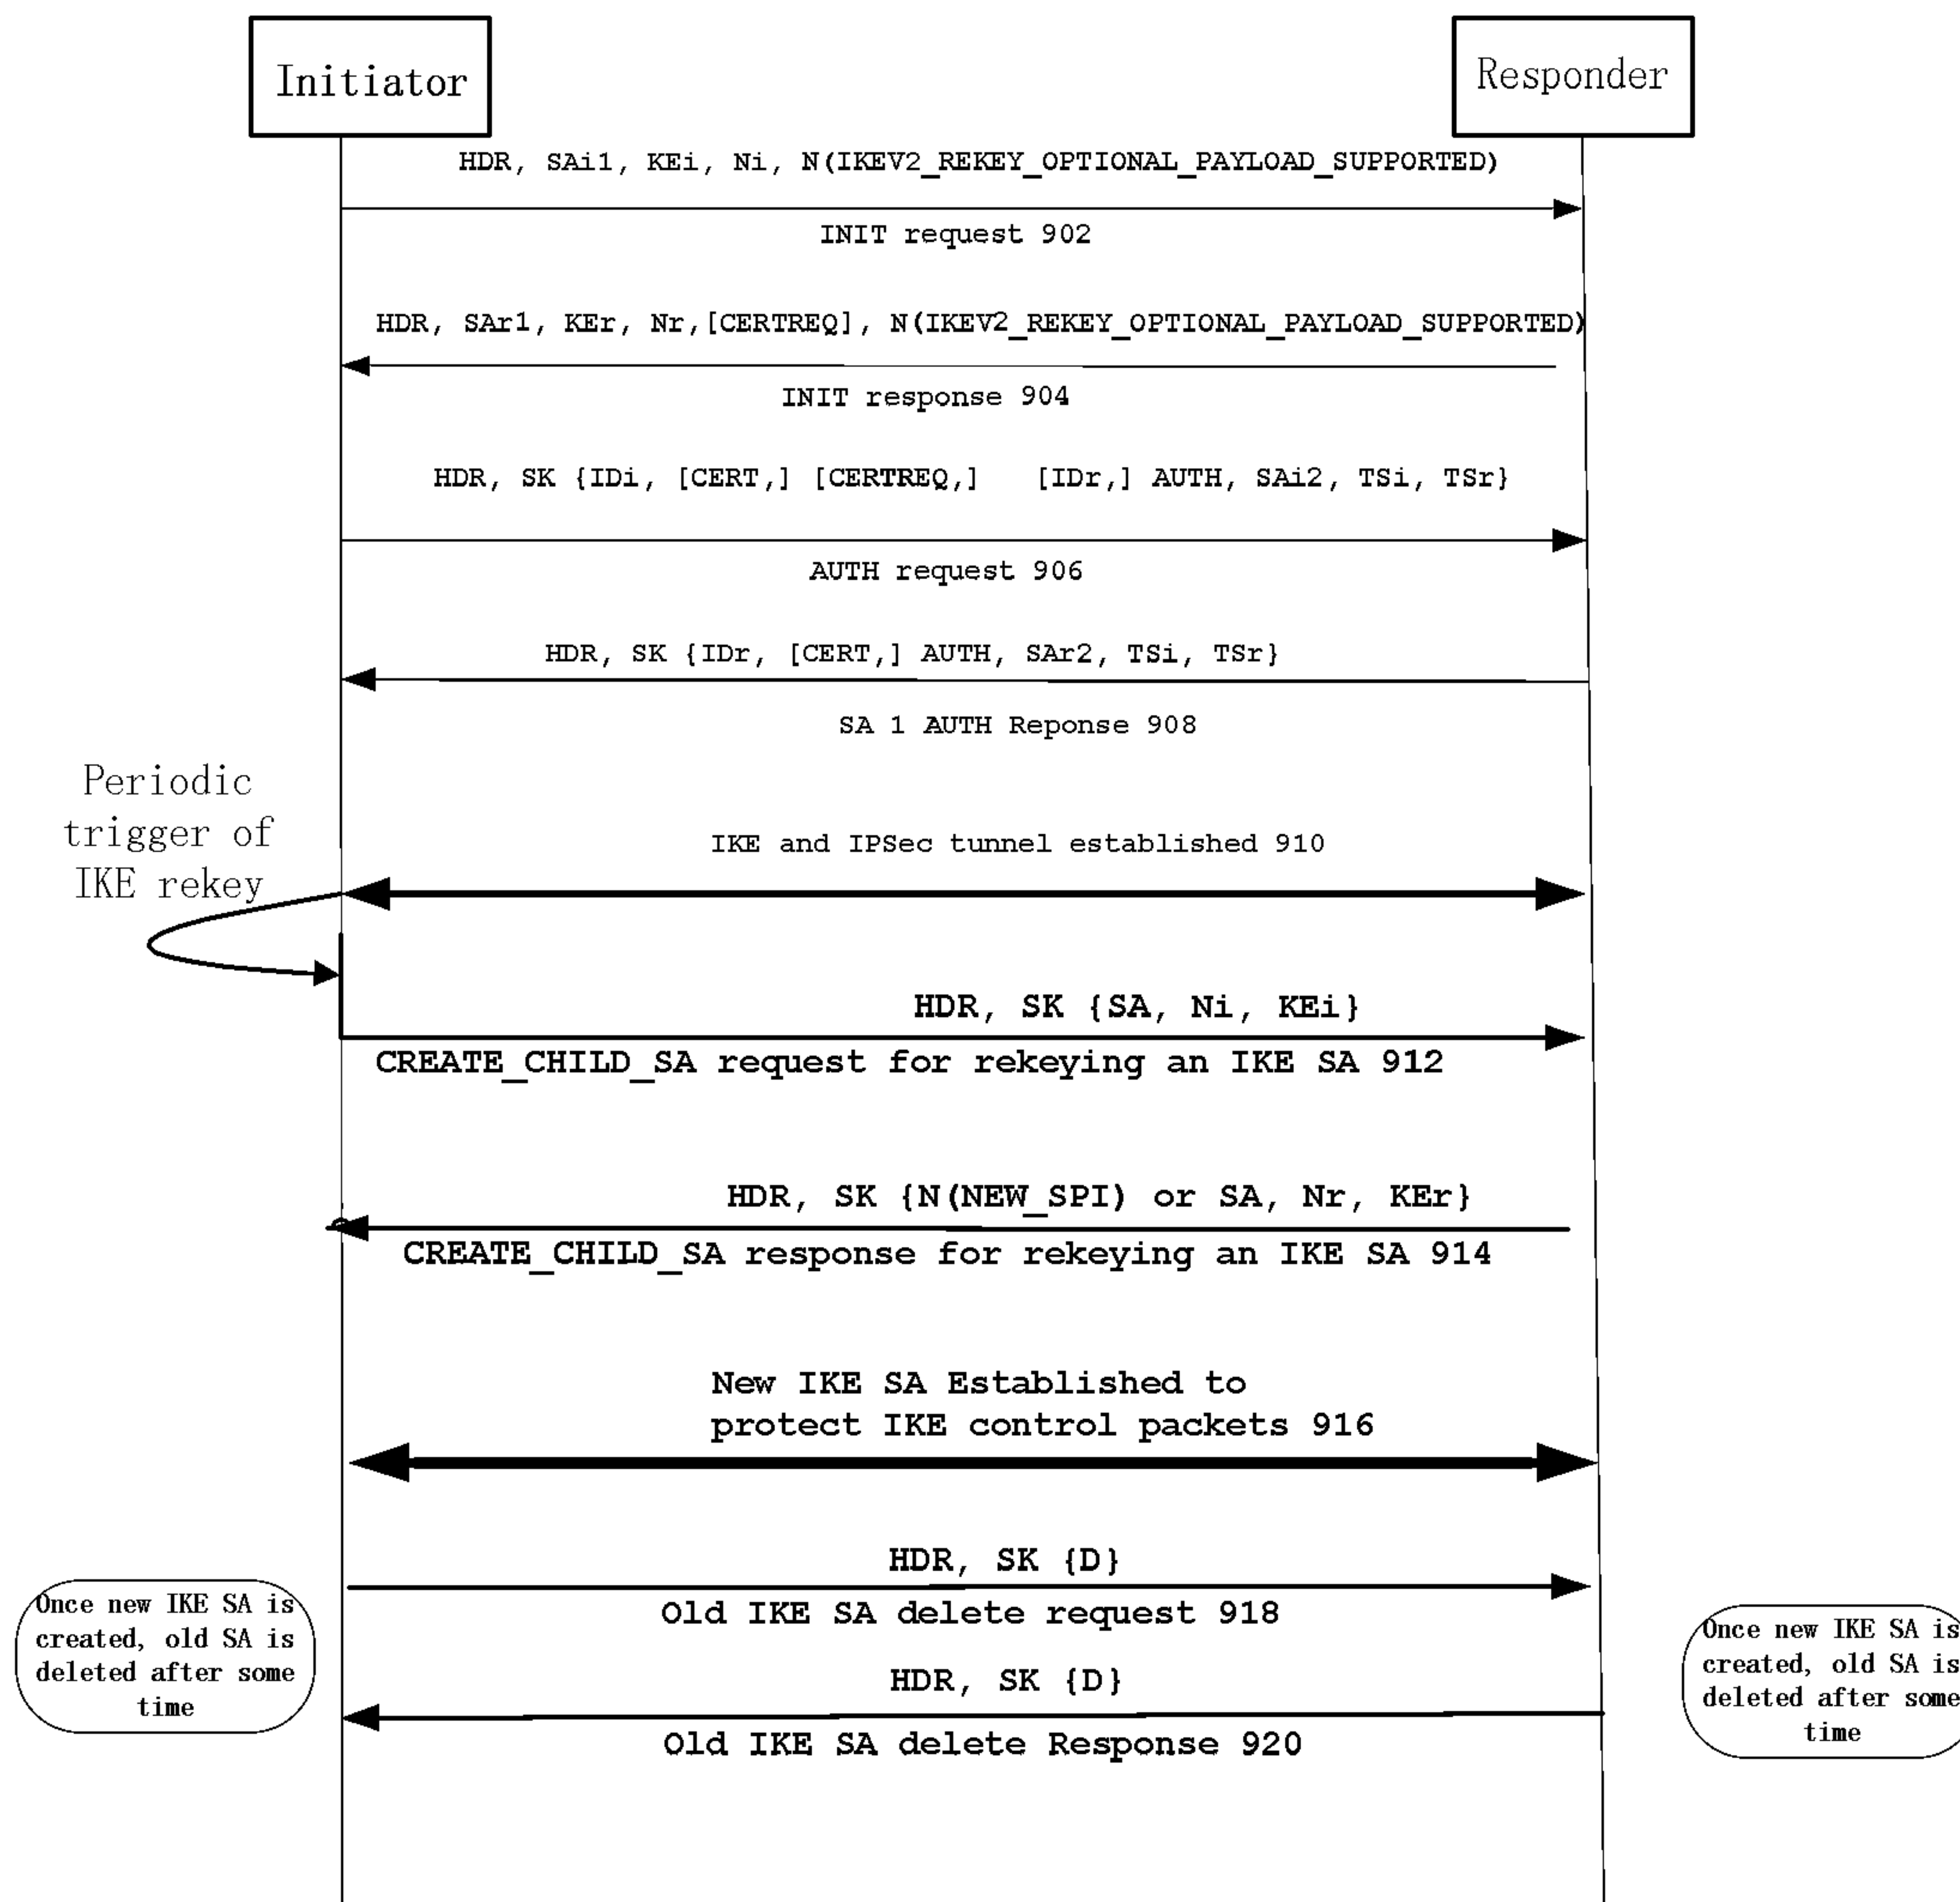 Initiator
Responder
HDR, SAi1, KEi, Ni, N(IKEV2_REKEY_OPTIONAL_PAYLOAD_SUPPORTED)
INIT request 902
HDR, SAr1, KEr, Nr,[CERTREQ], N(IKEV2_REKEY_OPTIONAL_PAYLOAD_SUPPORTED)
INIT response 904
HDR, SK {IDi, [CERT,] [CERTREQ,] [IDr,] AUTH, SAi2, TSi, TSr}
AUTH request 906
HDR, SK {IDr, [CERT,] AUTH, SAr2, TSi, TSr}
SA 1 AUTH Reponse 908
Periodic
trigger of
IKE rekey
IKE and IPSec tunnel established 910
HDR, SK {SA, Ni, KEi}
CREATE_CHILD_SA request for rekeying an IKE SA 912
HDR, SK {N(NEW_SPI) or SA, Nr, KEr}
CREATE_CHILD_SA response for rekeying an IKE SA 914
New IKE SA Established to
protect IKE control packets 916
HDR, SK {D}
Old IKE SA delete request 918
Once new IKE SA is
created, old SA is
deleted after some
time
HDR, SK {D}
Old IKE SA delete Response 920
Once new IKE SA is
created, old SA is
deleted after some
time